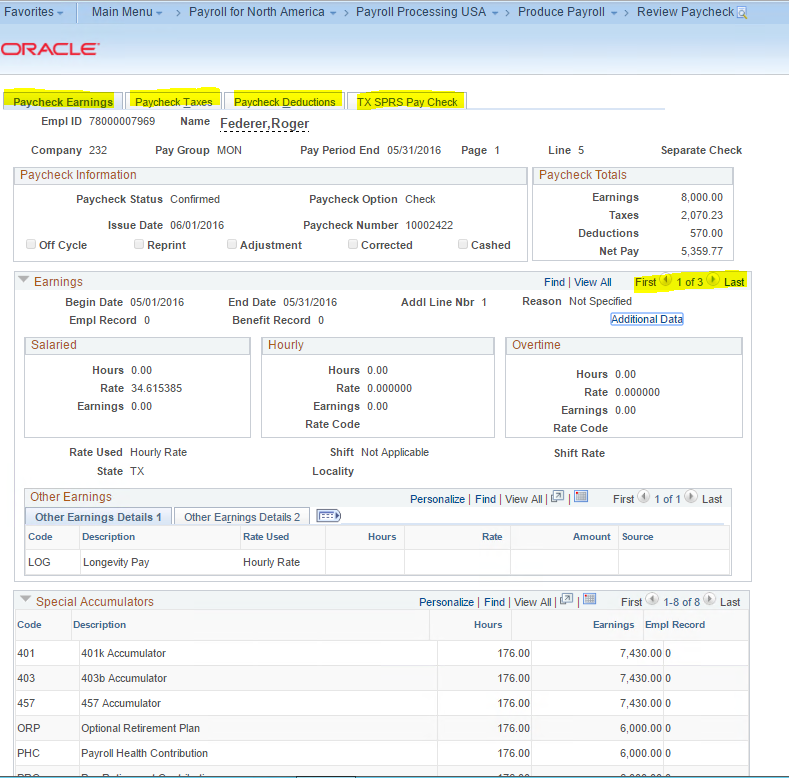 Favorites Main Menu Payroll for North America Payroll Processing USA Produce Payroll Review Paycheck
ORACLE
Paycheck Earnings Paycheck Taxes Paycheck Deductions TX SPRS Pay Check
Empl ID 78000007969 Name Federer,Roger
Company 232 Pay Group MON Pay Period End 05/31/2016 Page 1 Line 5 Separate Check
Paycheck Information
Paycheck Status Confirmed Paycheck Option Check
Issue Date 06/01/2016 Paycheck Number 10002422
Off Cycle Reprint Adjustment Corrected Cashed
Paycheck Totals
Earnings 8,000.00
Taxes 2,070.23
Deductions 570.00
Net Pay 5,359.77
Earnings Find | View All First 1 of 3 Last
Begin Date 05/01/2016 End Date 05/31/2016 Addl Line Nbr 1 Reason Not Specified
Empl Record 0 Benefit Record 0 Additional Data
Salaried
Hours 0.00
Rate 34.615385
Earnings 0.00
Hourly
Hours 0.00
Rate 0.000000
Earnings 0.00
Rate Code
Overtime
Hours 0.00
Rate 0.000000
Earnings 0.00
Rate Code
Rate Used Hourly Rate Shift Not Applicable Shift Rate
State TX Locality
Other Earnings Personalize | Find | View All | | First 1 of 1 Last
Other Earnings Details 1 Other Earnings Details 2
Code Description Rate Used Hours Rate Amount Source
LOG Longevity Pay Hourly Rate
Special Accumulators Personalize | Find | View All | | First 1-8 of 8 Last
Code Description Hours Earnings Empl Record
401 401k Accumulator 176.00 7,430.00 0
403 403b Accumulator 176.00 7,430.00 0
457 457 Accumulator 176.00 7,430.00 0
ORP Optional Retirement Plan 176.00 6,000.00 0
PHC Payroll Health Contribution 176.00 6,000.00 0